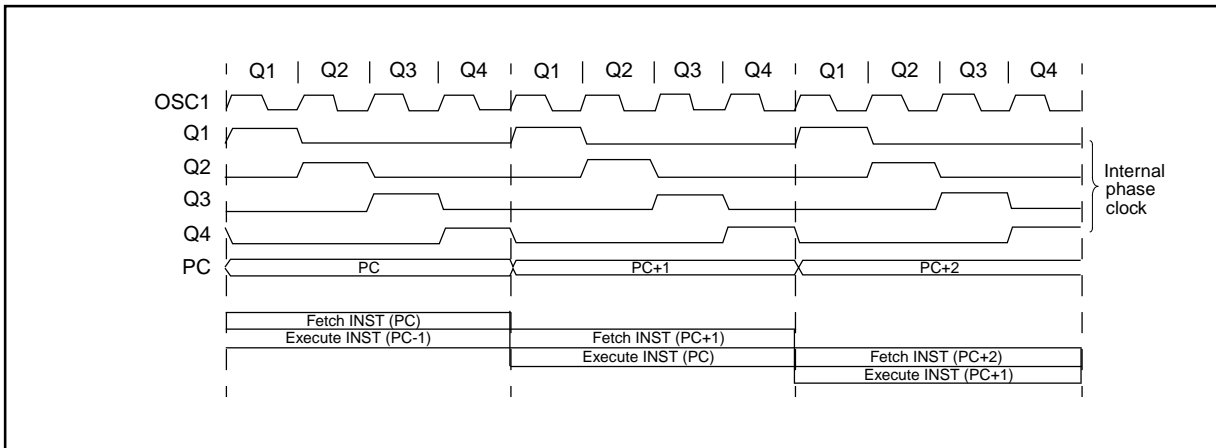 Q1 | Q2 | Q3 | Q4 | Q1 | Q2 | Q3 | Q4 | Q1 | Q2 | Q3 | Q4
OSC1
Q1
Q2
Q3
Q4
Internal
phase
clock
PC PC PC+1 PC+2
Fetch INST (PC)
Execute INST (PC-1) Fetch INST (PC+1)
Execute INST (PC) Fetch INST (PC+2)
Execute INST (PC+1)